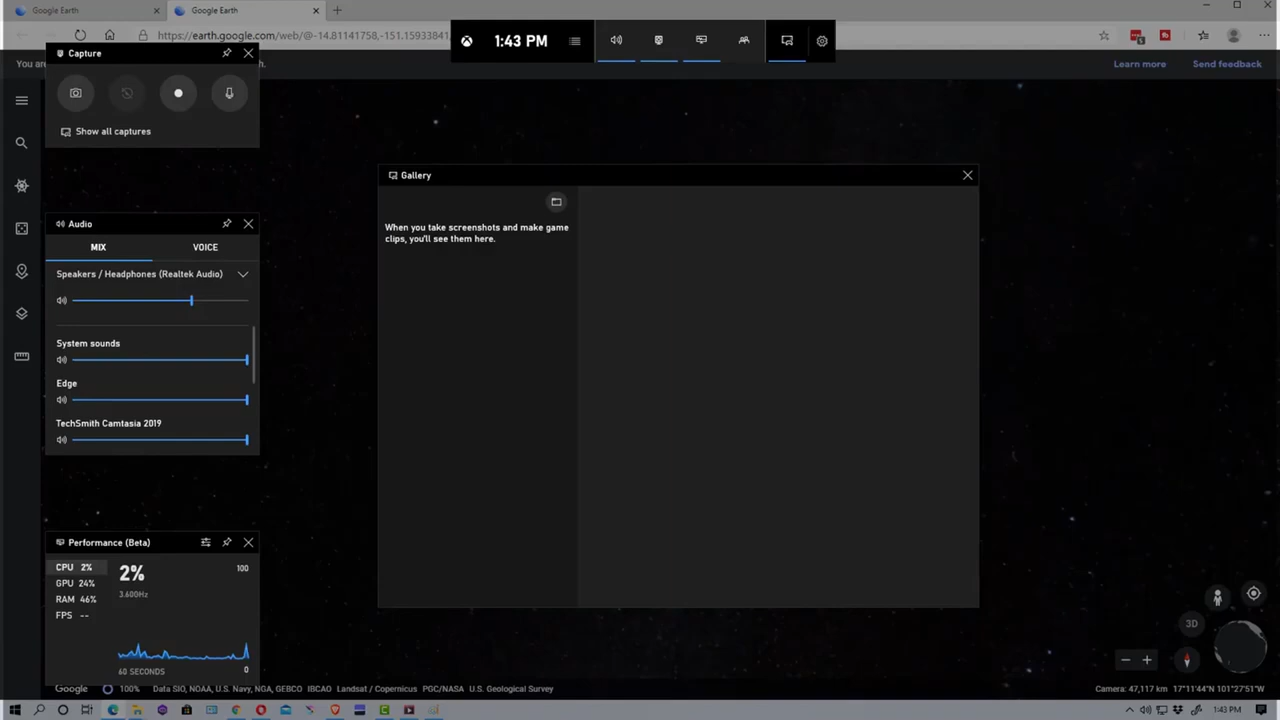 Google Earth
Google Earth
https://earth.google.com/web/@-14.81141758,-151.15933841
1:43 PM
Learn more
Send feedback
Capture
Show all captures
Gallery
When you take screenshots and make game
clips, you'll see them here.
Audio
MIX
VOICE
Speakers / Headphones (Realtek Audio)
System sounds
Edge
TechSmith Camtasia 2019
Performance (Beta)
CPU 2%
GPU 24%
RAM 46%
FPS --
2%
3.60GHz
100
60 SECONDS
0
3D
Google
100%
Data SIO, NOAA, U.S. Navy, NGA, GEBCO IBCAO Landsat / Copernicus PGC/NASA U.S. Geological Survey
Camera: 47,117 km 17°11'44"N 101°27'51"W
1:43 PM